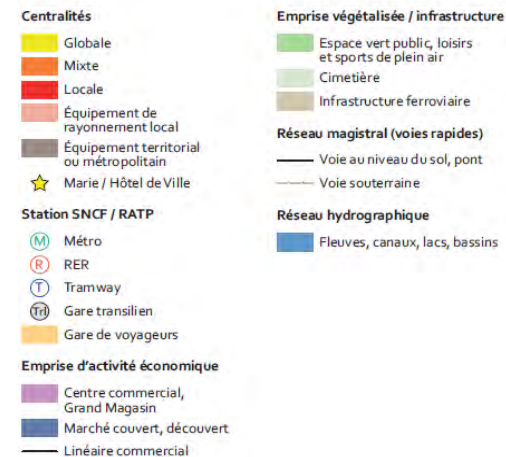 Centralités
Globale
Mixte
Locale
Équipement de
rayonnement local
Équipement territorial
ou métropolitain
Marie / Hôtel de Ville
Station SNCF / RATP
M Métro
R RER
T Tramway
Trl Gare transilien
Gare de voyageurs
Emprise d'activité économique
Centre commercial,
Grand Magasin
Marché couvert, découvert
Linéaire commercial
Emprise végétalisée / infrastructure
Espace vert public, loisirs
et sports de plein air
Cimetière
Infrastructure ferroviaire
Réseau magistral (voies rapides)
Voie au niveau du sol, pont
Voie souterraine
Réseau hydrographique
Fleuves, canaux, lacs, bassins